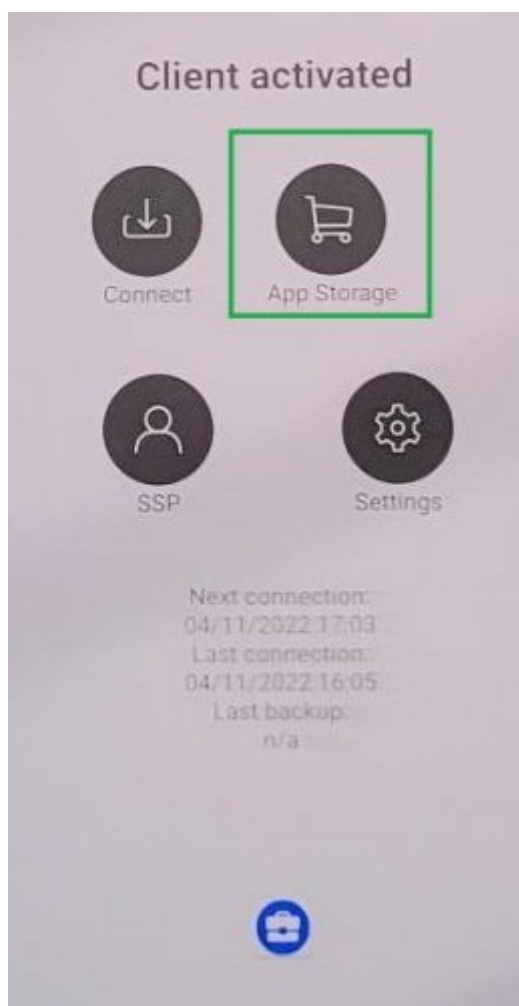 Client activated
Connect
App Storage
SSP
Settings
Next connection:
04/11/2022 17:03
Last connection:
04/11/2022 16:05
Last backup:
n/a